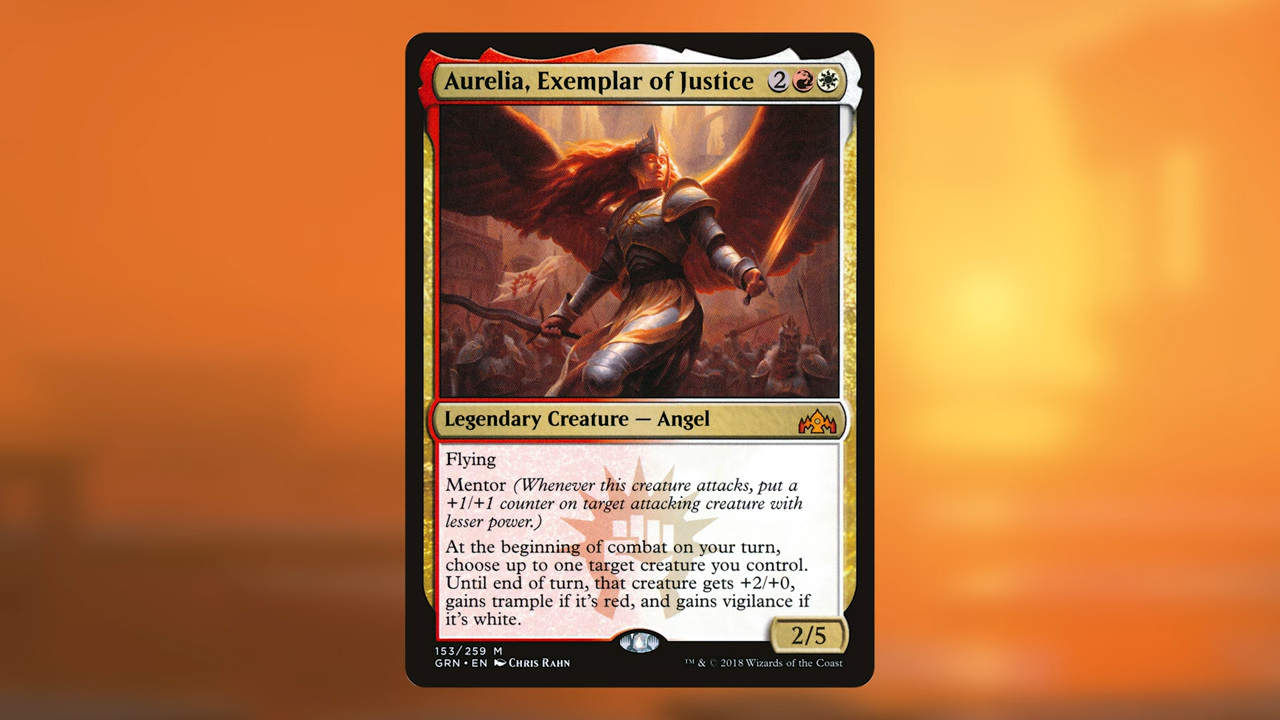 Aurelia, Exemplar of Justice 2
Legendary Creature — Angel
Flying
Mentor (Whenever this creature attacks, put a
+1/+1 counter on target attacking creature with
lesser power.)
At the beginning of combat on your turn,
choose up to one target creature you control.
Until end of turn, that creature gets +2/+0,
gains trample if it's red, and gains vigilance if
it's white.
2/5
153/259 M
GRN • EN Chris Rahn
™ & © 2018 Wizards of the Coast